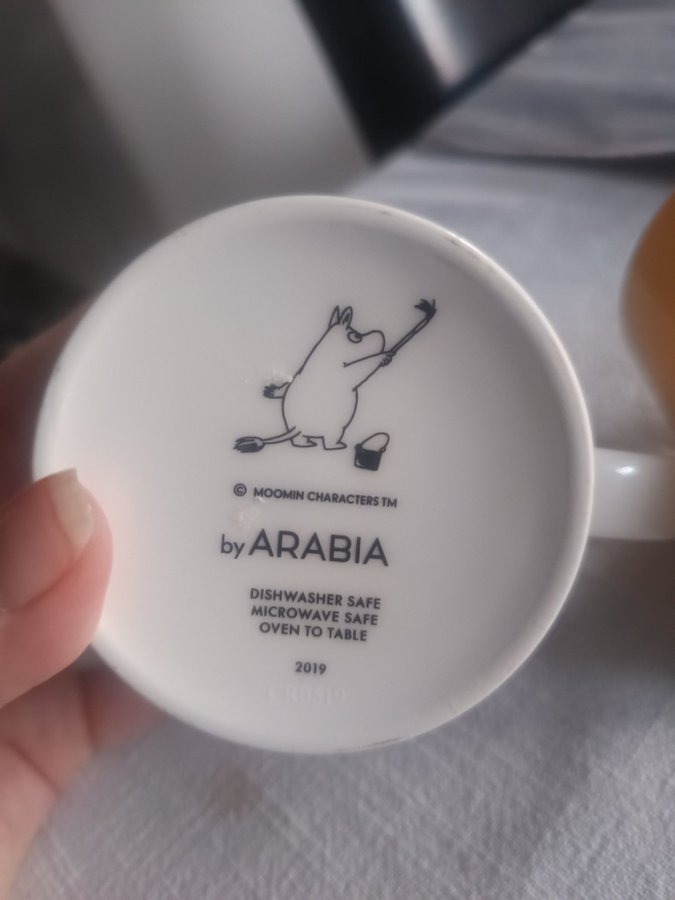 © MOOMIN CHARACTERS TM
by ARABIA
DISHWASHER SAFE
MICROWAVE SAFE
OVEN TO TABLE
2019